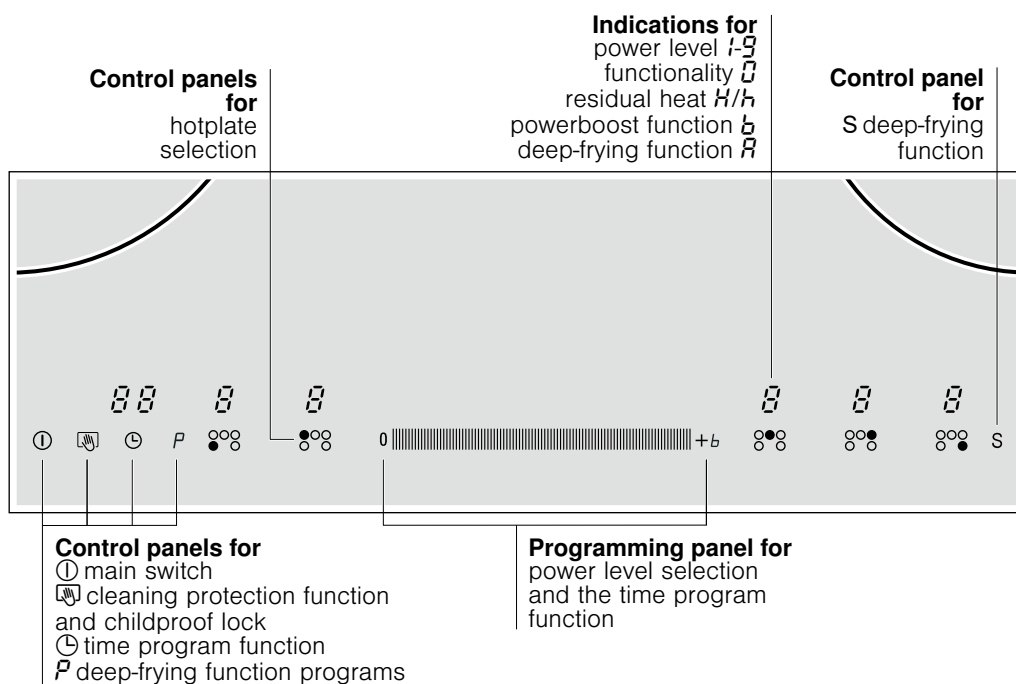 Control panels
for
hotplate
selection
Indications for
power level 1-9
functionality 0
residual heat H/h
powerboost function b
deep-frying function A
Control panel
for
S deep-frying
function
88 8 8 8 8 8
P 0 +b S
Control panels for
main switch
cleaning protection function
and childproof lock
time program function
P deep-frying function programs
Programming panel for
power level selection
and the time program
function